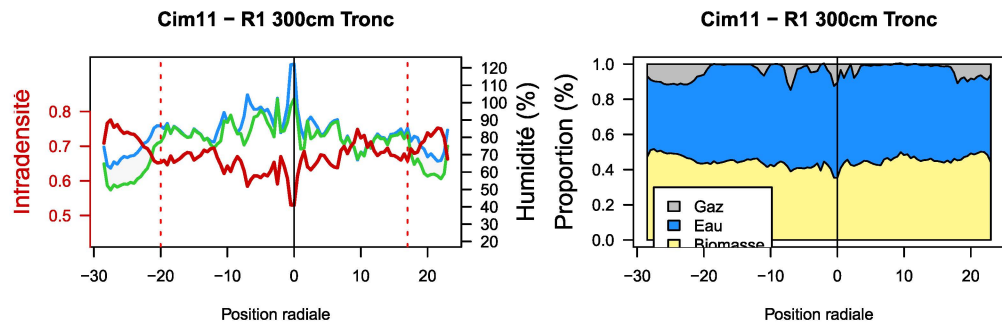 Cim11 − R1 300cm Tronc
Infradensité
0.8
0.7
0.6
0.5
120
100
90
80
70
60
50
40
30
20
Humidité (%)
−30 −20 −10 0 10 20
Position radiale
Cim11 − R1 300cm Tronc
Proportion (%)
1.0
0.8
0.6
0.4
0.2
0.0
Gaz
Eau
Biomasse
−30 −20 −10 0 10 20
Position radiale